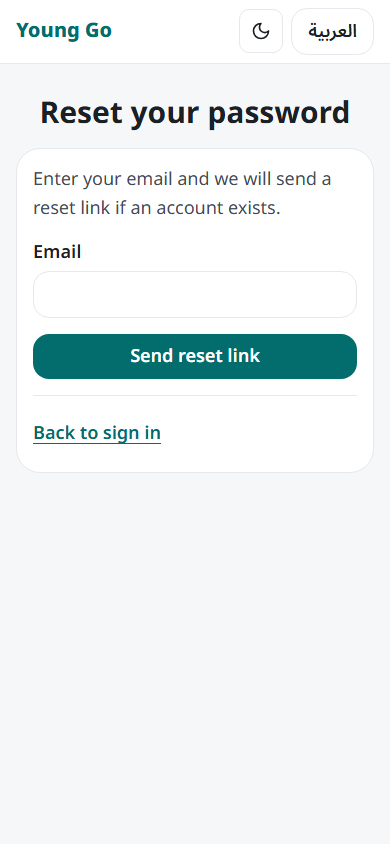 Young Go
العربية
Reset your password
Enter your email and we will send a
reset link if an account exists.
Email
Send reset link
Back to sign in